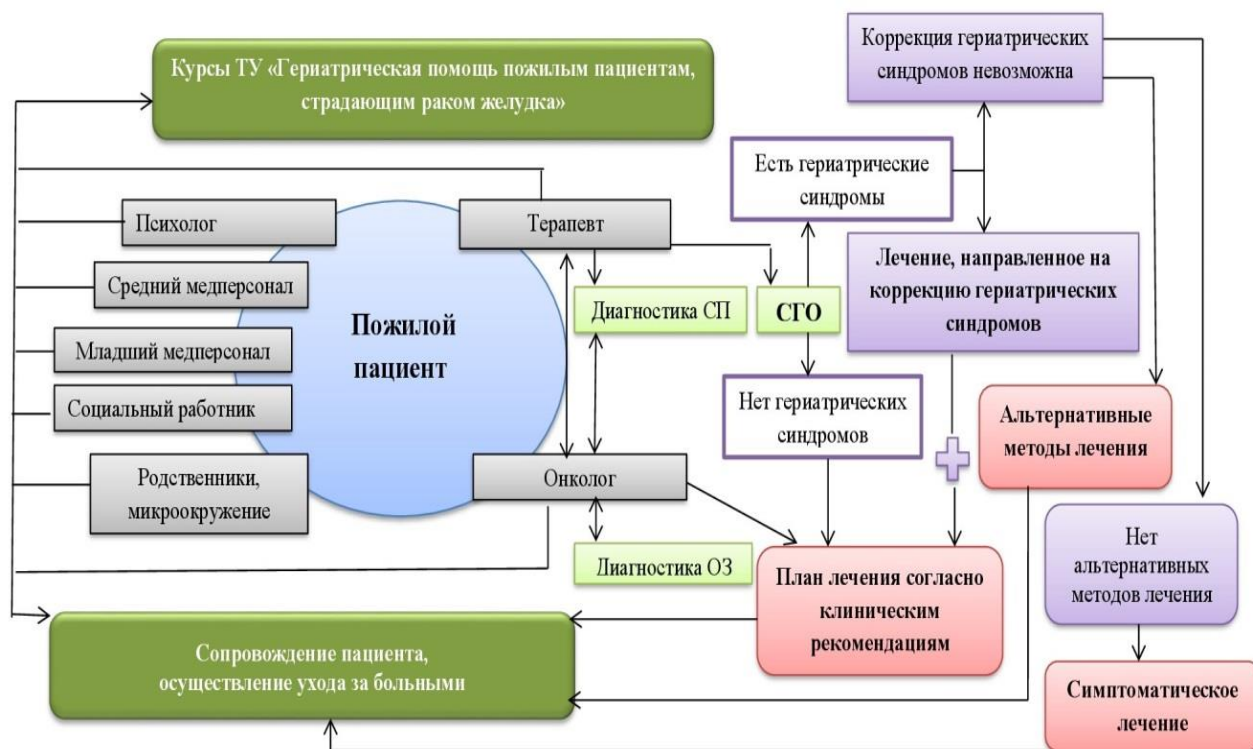 Курсы ТУ «Гериатрическая помощь пожилым пациентам,
страдающим раком желудка»
Коррекция гериатрических
синдромов невозможна
Есть гериатрические
синдромы
Психолог
Терапевт
Средний медперсонал
Диагностика СП
СГО
Лечение, направленное на
коррекцию гериатрических
синдромов
Пожилой
пациент
Младший медперсонал
Социальный работник
Нет гериатрических
синдромов
Альтернативные
методы лечения
Родственники,
микроокружение
Онколог
Диагностика ОЗ
План лечения согласно
клиническим
рекомендациям
Нет
альтернативных
методов лечения
Сопровождение пациента,
осуществление ухода за больными
Симптоматическое
лечение